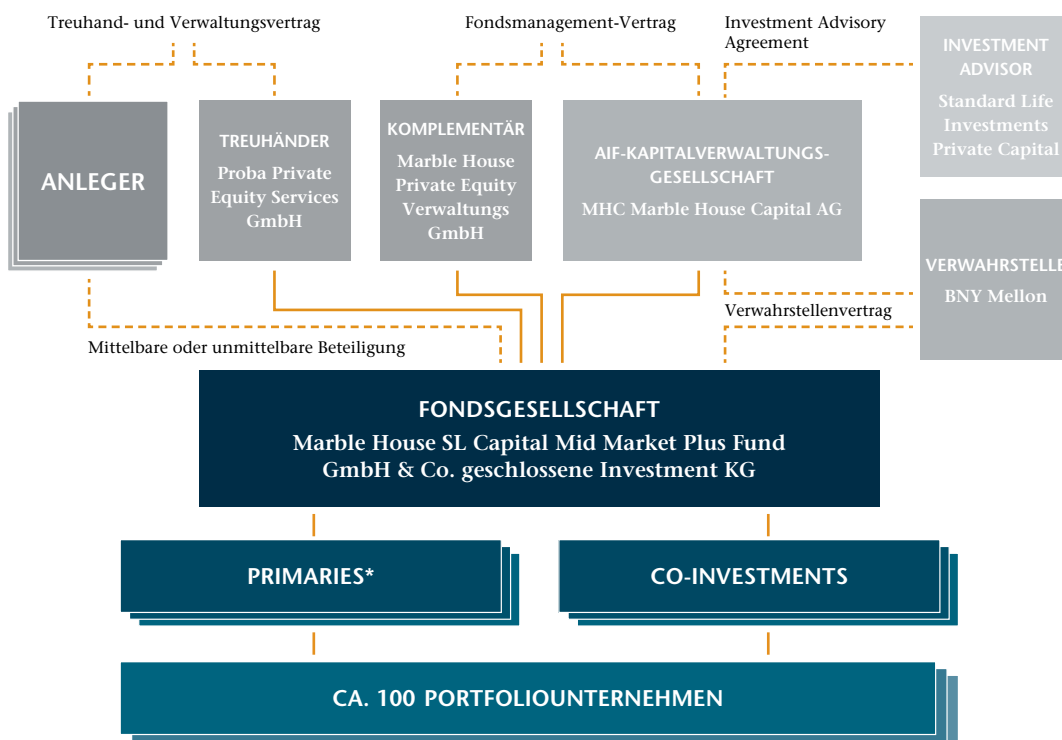 Treuhand- und Verwaltungsvertrag
Fondsmanagement-Vertrag
Investment Advisory
Agreement
INVESTMENT
ADVISOR
Standard Life
Investments
Private Capital
ANLEGER
TREUHÄNDER
Proba Private
Equity Services
GmbH
KOMPLEMENTÄR
Marble House
Private Equity
Verwaltungs
GmbH
AIF-KAPITALVERWALTUNGS-
GESELLSCHAFT
MHC Marble House Capital AG
VERWAHRSTELLE
BNY Mellon
Verwahrstellenvertrag
Mittelbare oder unmittelbare Beteiligung
FONDSGESELLSCHAFT
Marble House SL Capital Mid Market Plus Fund
GmbH & Co. geschlossene Investment KG
PRIMARIES*
CO-INVESTMENTS
CA. 100 PORTFOLIOUNTERNEHMEN